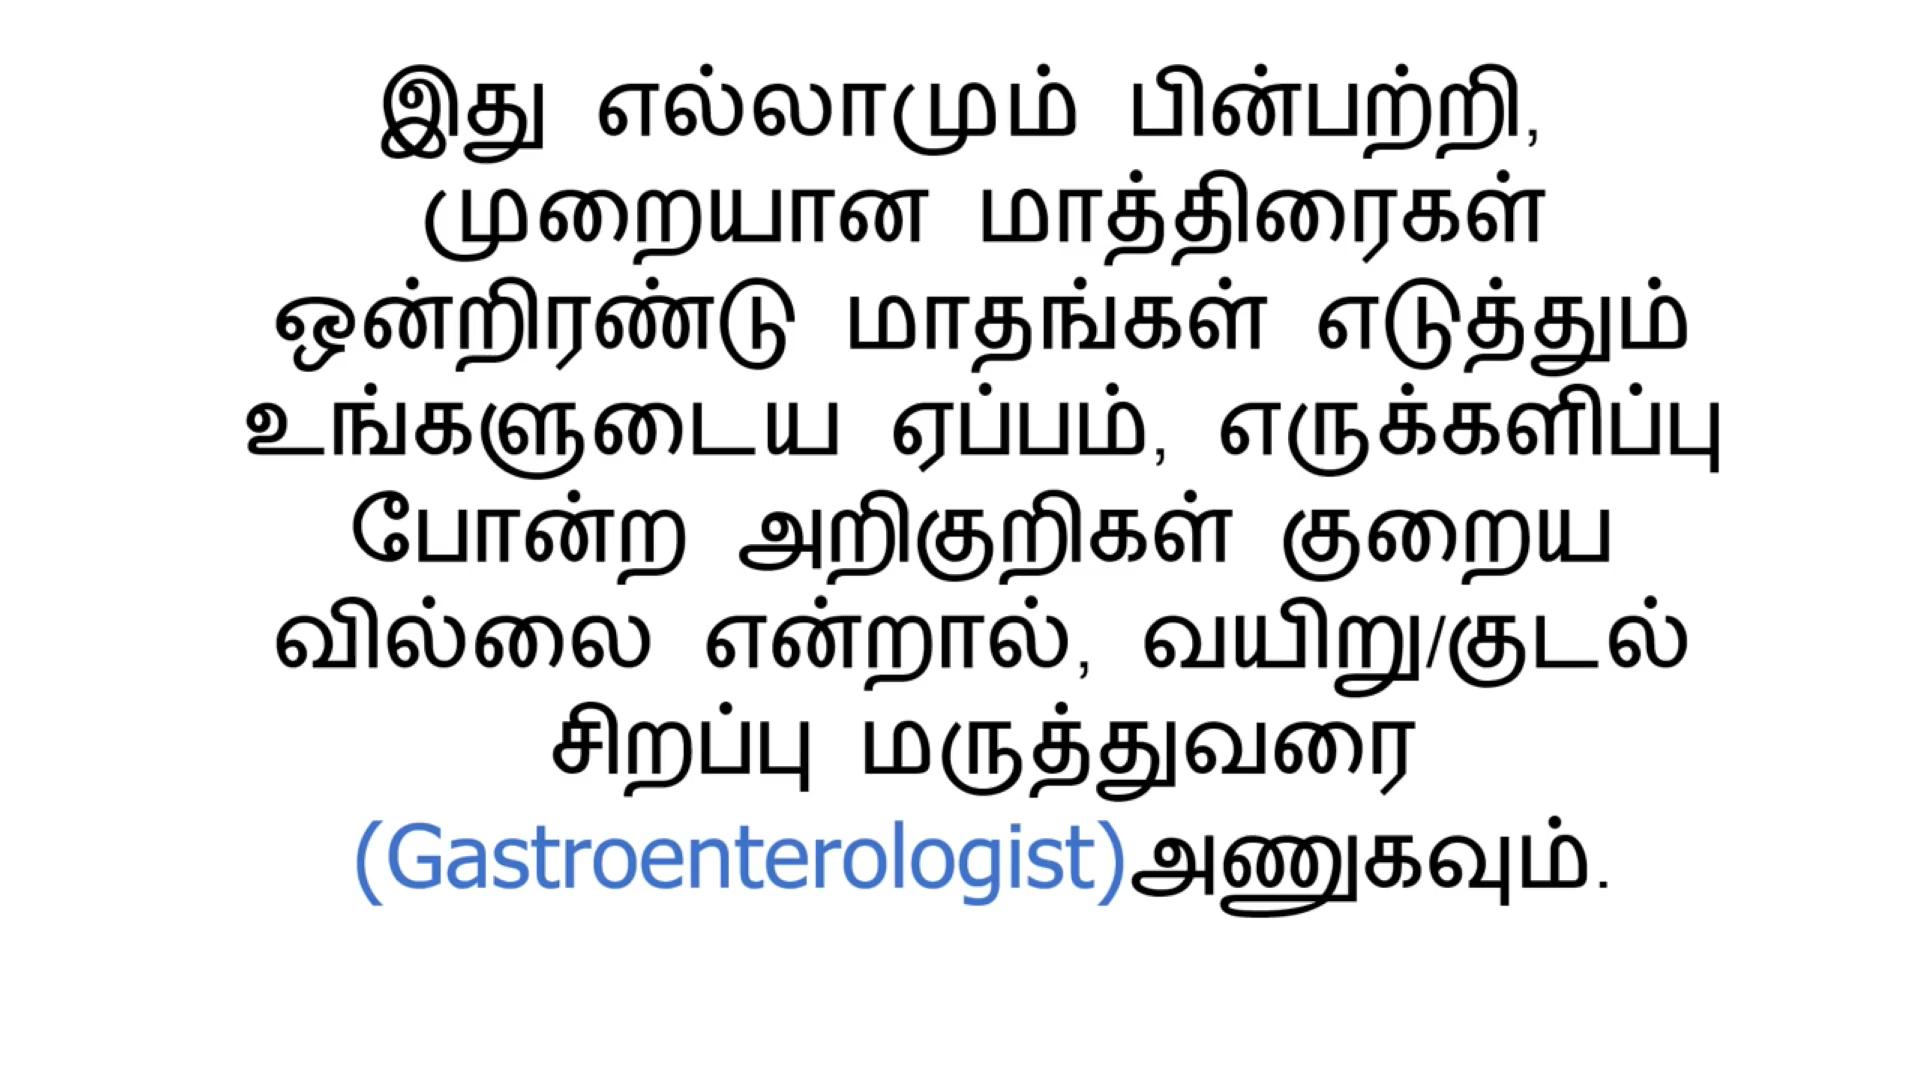 இது எல்லாமும் பின்பற்றி,
முறையான மாத்திரைகள்
ஒன்றிரண்டு மாதங்கள் எடுத்தும்
உங்களுடைய ஏப்பம், எருக்களிப்பு
போன்ற அறிகுறிகள் குறைய
வில்லை என்றால், வயிறு/குடல்
சிறப்பு மருத்துவரை
(Gastroenterologist)அணுகவும்.